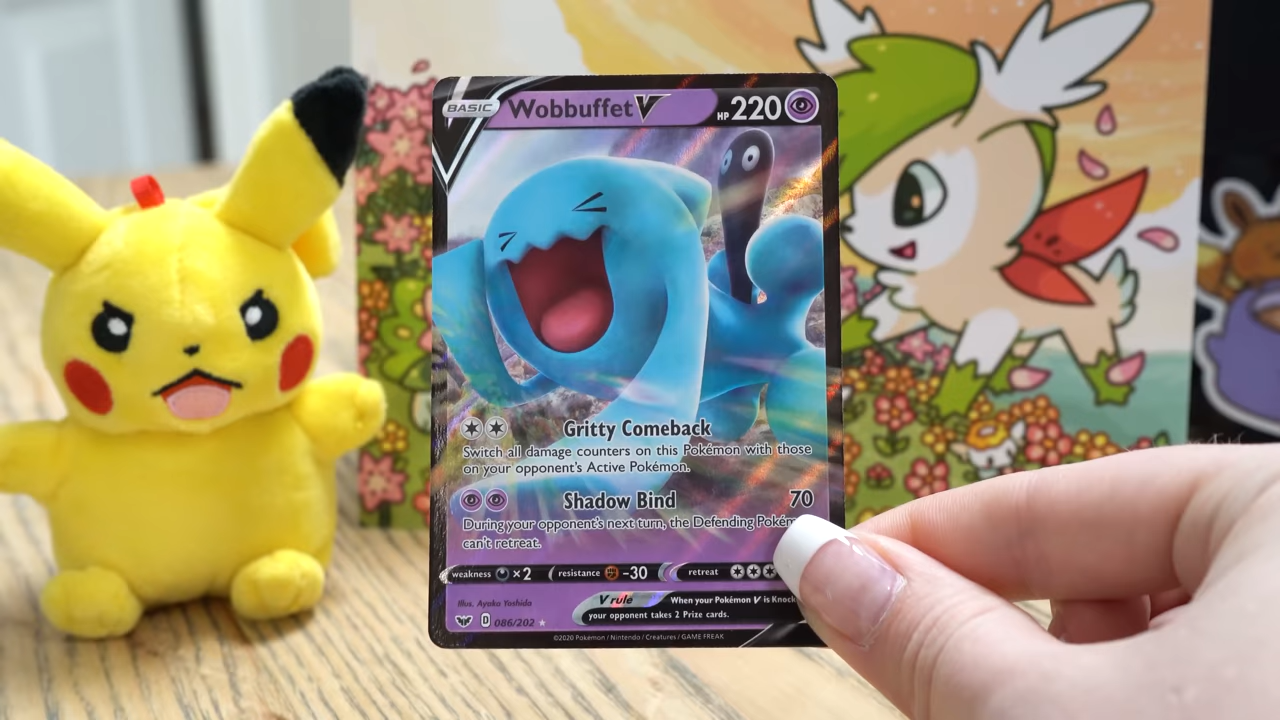 BASIC Wobbuffet V HP 220
Gritty Comeback
Switch all damage counters on this Pokémon with those
on your opponent's Active Pokémon.
Shadow Bind 70
During your opponent's next turn, the Defending
can't retreat.
weakness ×2 resistance -30 retreat
Illus. Ayaka Yoshida
V rule When your Pokémon V is
your opponent takes 2 Prize cards.
D 086/202 ★
©2020 Pokémon / Nintendo / Creatures / GAME FREAK